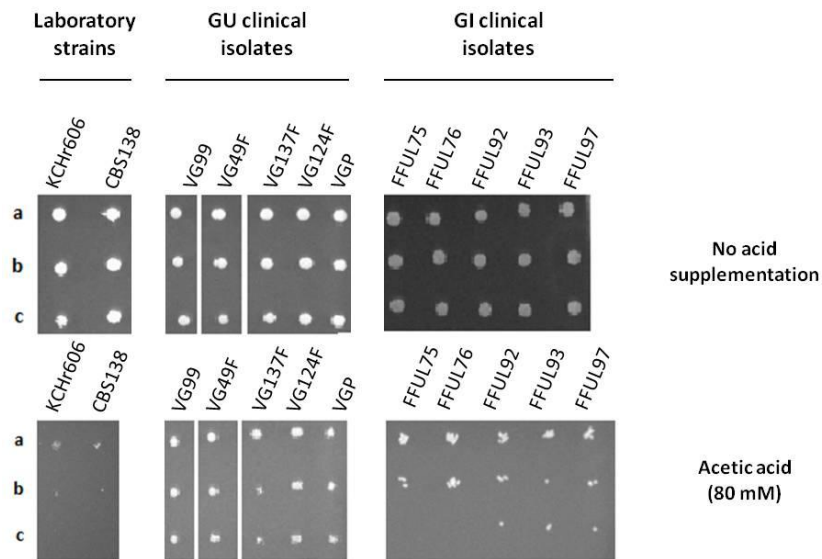 Laboratory
strains
GU clinical
isolates
GI clinical
isolates
KCHr606
CBS138
VG99
VG49F
VG137F
VG124F
VGP
FFUL75
FFUL76
FFUL92
FFUL93
FFUL97
a
b
c
No acid
supplementation
KCHr606
CBS138
VG99
VG49F
VG137F
VG124F
VGP
FFUL75
FFUL76
FFUL92
FFUL93
FFUL97
a
b
c
Acetic acid
(80 mM)